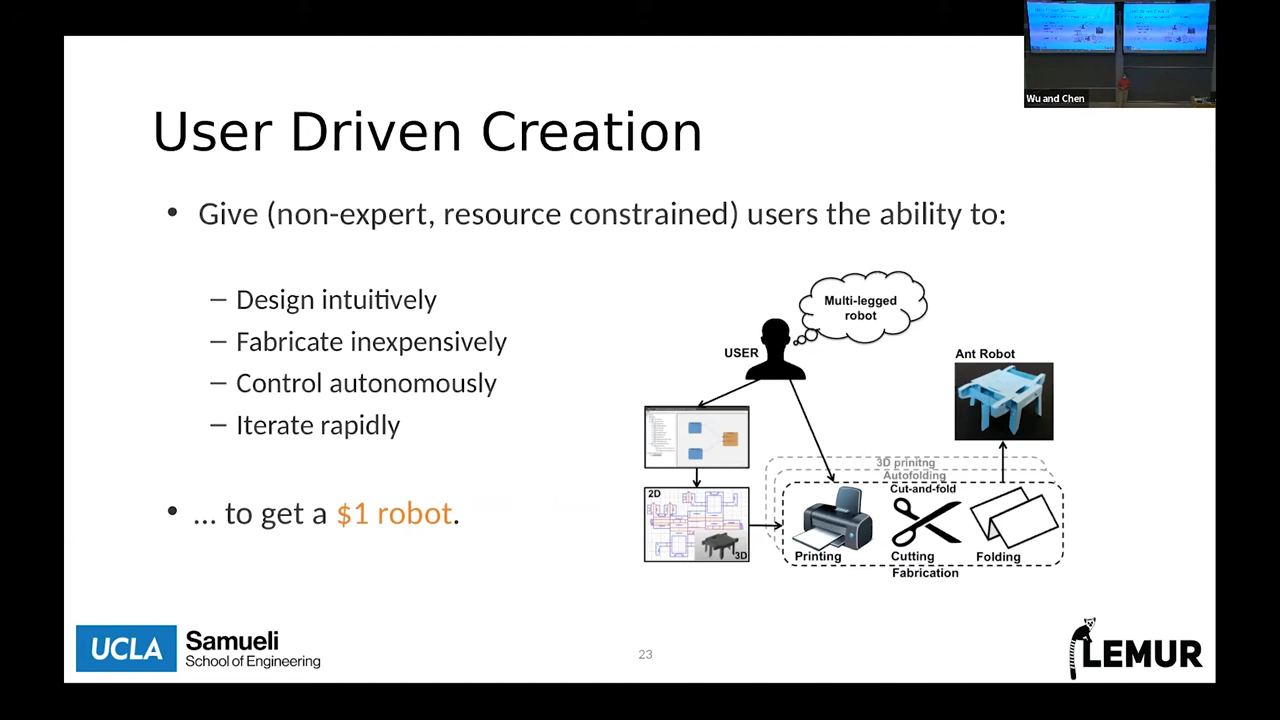 Wu and Chen
User Driven Creation
• Give (non-expert, resource constrained) users the ability to:
– Design intuitively
– Fabricate inexpensively
– Control autonomously
– Iterate rapidly
• ... to get a $1 robot.
Multi-legged
robot
USER
Ant Robot
3D printng
Autofolding
Cut-and-fold
2D
3D
Printing
Cutting
Folding
Fabrication
UCLA
Samueli
School of Engineering
23
LEMUR